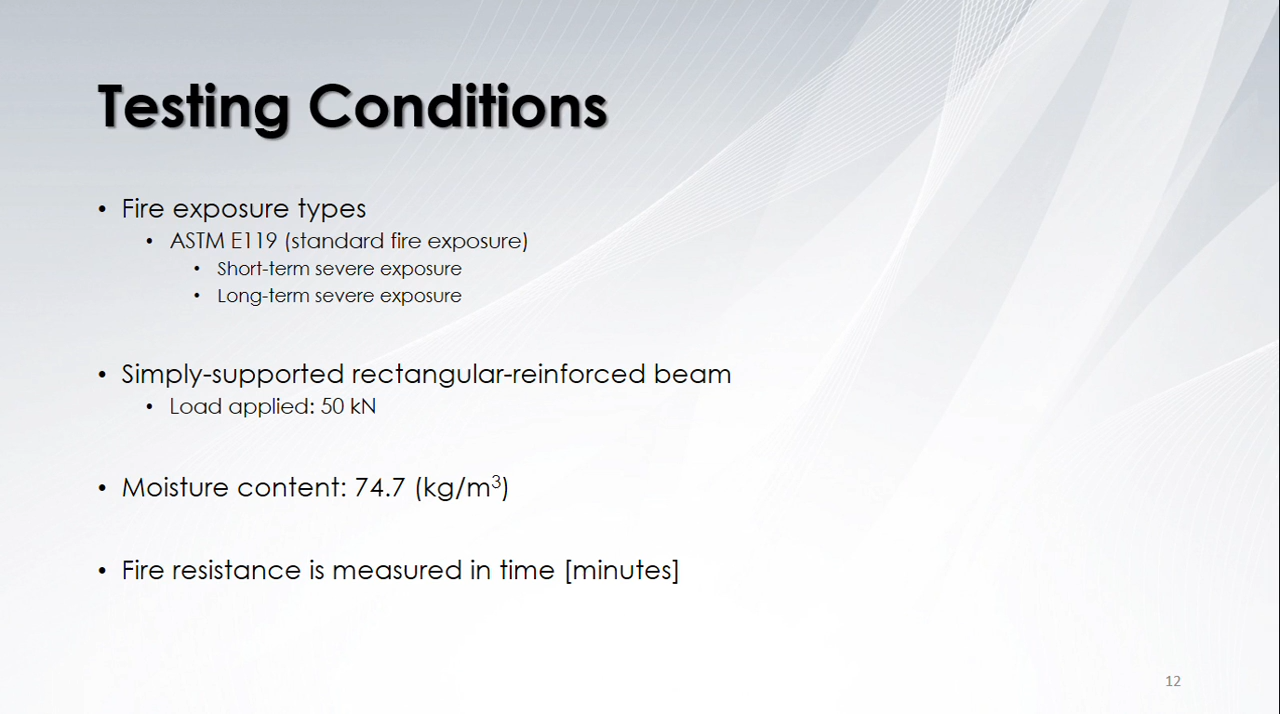 Testing Conditions
• Fire exposure types
• ASTM E119 (standard fire exposure)
• Short-term severe exposure
• Long-term severe exposure
• Simply-supported rectangular-reinforced beam
• Load applied: 50 kN
• Moisture content: 74.7 (kg/m³)
• Fire resistance is measured in time [minutes]
12